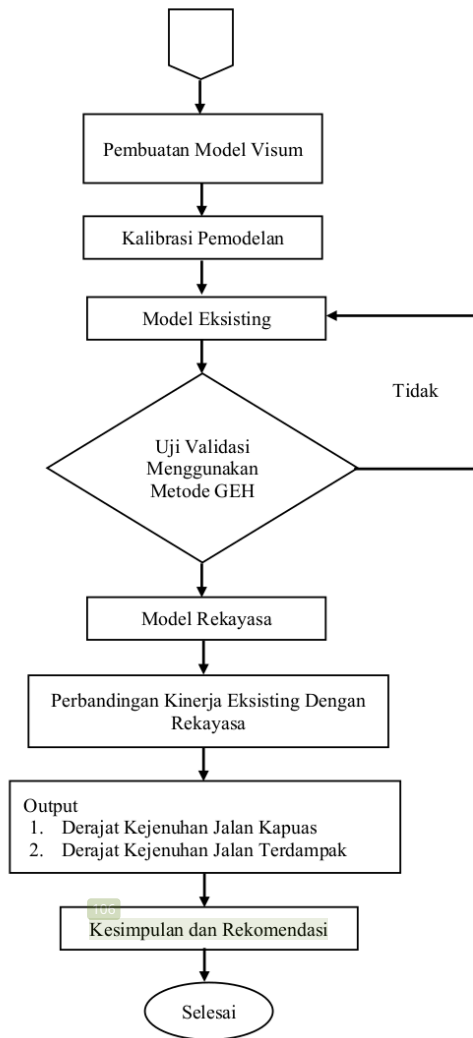 Pembuatan Model Visum
Kalibrasi Pemodelan
Model Eksisting
Tidak
Uji Validasi
Menggunakan
Metode GEH
Model Rekayasa
Perbandingan Kinerja Eksisting Dengan
Rekayasa
Output
1. Derajat Kejenuhan Jalan Kapuas
2. Derajat Kejenuhan Jalan Terdampak
106
Kesimpulan dan Rekomendasi
Selesai